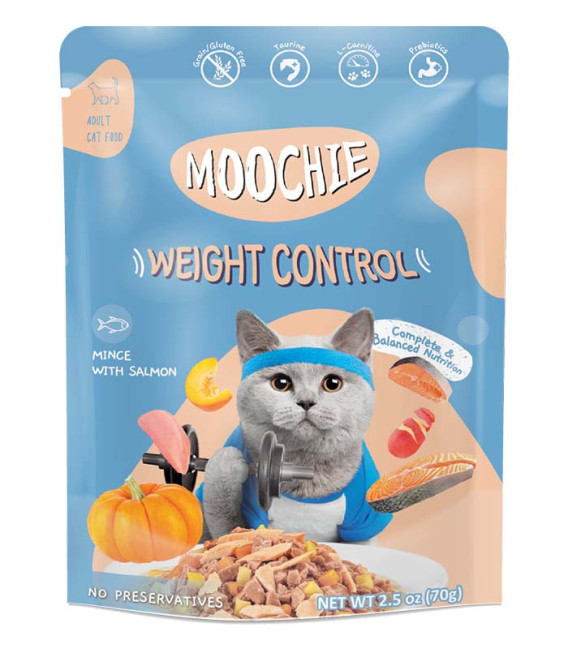 Grain/Gluten Free
Taurine
L-Carnitine
Prebiotics
ADULT
CAT FOOD
MOOCHIE
WEIGHT CONTROL
MINCE
WITH SALMON
Complete &
Balanced Nutrition
NO PRESERVATIVES
NET WT 2.5 oz (70g)